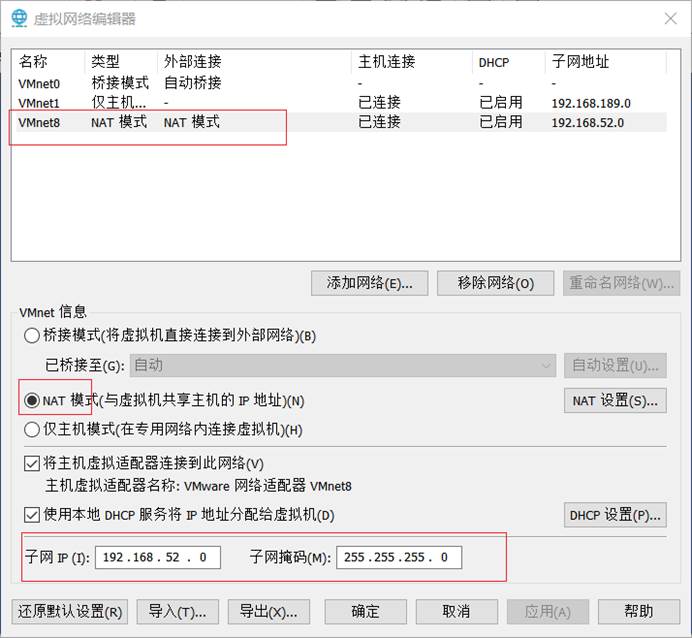 虚拟网络编辑器
名称 类型 外部连接 主机连接 DHCP 子网地址
VMnet0 桥接模式 自动桥接 - - -
VMnet1 仅主机... - 已连接 已启用 192.168.189.0
VMnet8 NAT 模式 NAT 模式 已连接 已启用 192.168.52.0
添加网络(E)... 移除网络(O) 重命名网络(W)...
VMnet 信息
桥接模式(将虚拟机直接连接到外部网络)(B)
已桥接至(G): 自动 自动设置(U)...
NAT 模式(与虚拟机共享主机的 IP 地址)(N) NAT 设置(S)...
仅主机模式(在专用网络内连接虚拟机)(H)
将主机虚拟适配器连接到此网络(V)
主机虚拟适配器名称: VMware 网络适配器 VMnet8
使用本地 DHCP 服务将 IP 地址分配给虚拟机(D) DHCP 设置(P)...
子网 IP (I): 192 . 168 . 52 . 0 子网掩码(M): 255 . 255 . 255 . 0
还原默认设置(R) 导入(T)... 导出(X)... 确定 取消 应用(A) 帮助